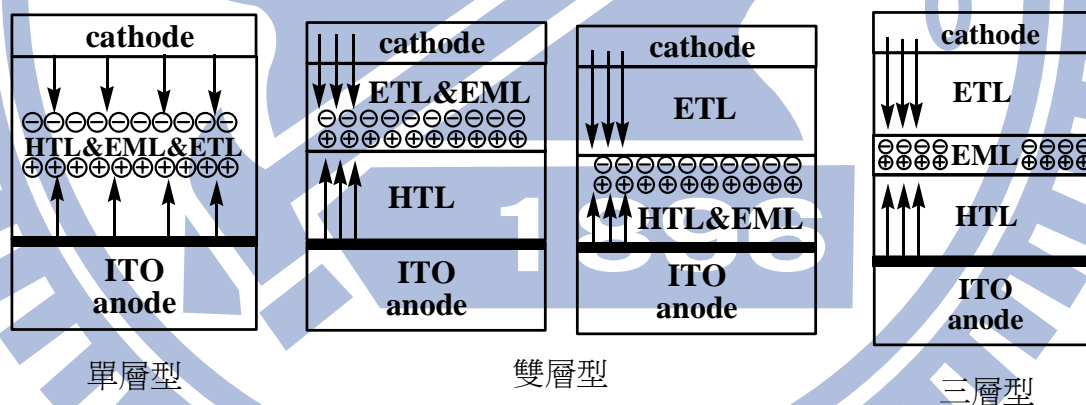 cathode
HTL&EML&ETL
ITO
anode
單層型
cathode
ETL&EML
HTL
ITO
anode
cathode
ETL
HTL&EML
ITO
anode
雙層型
cathode
ETL
EML
HTL
ITO
anode
三層型
1896